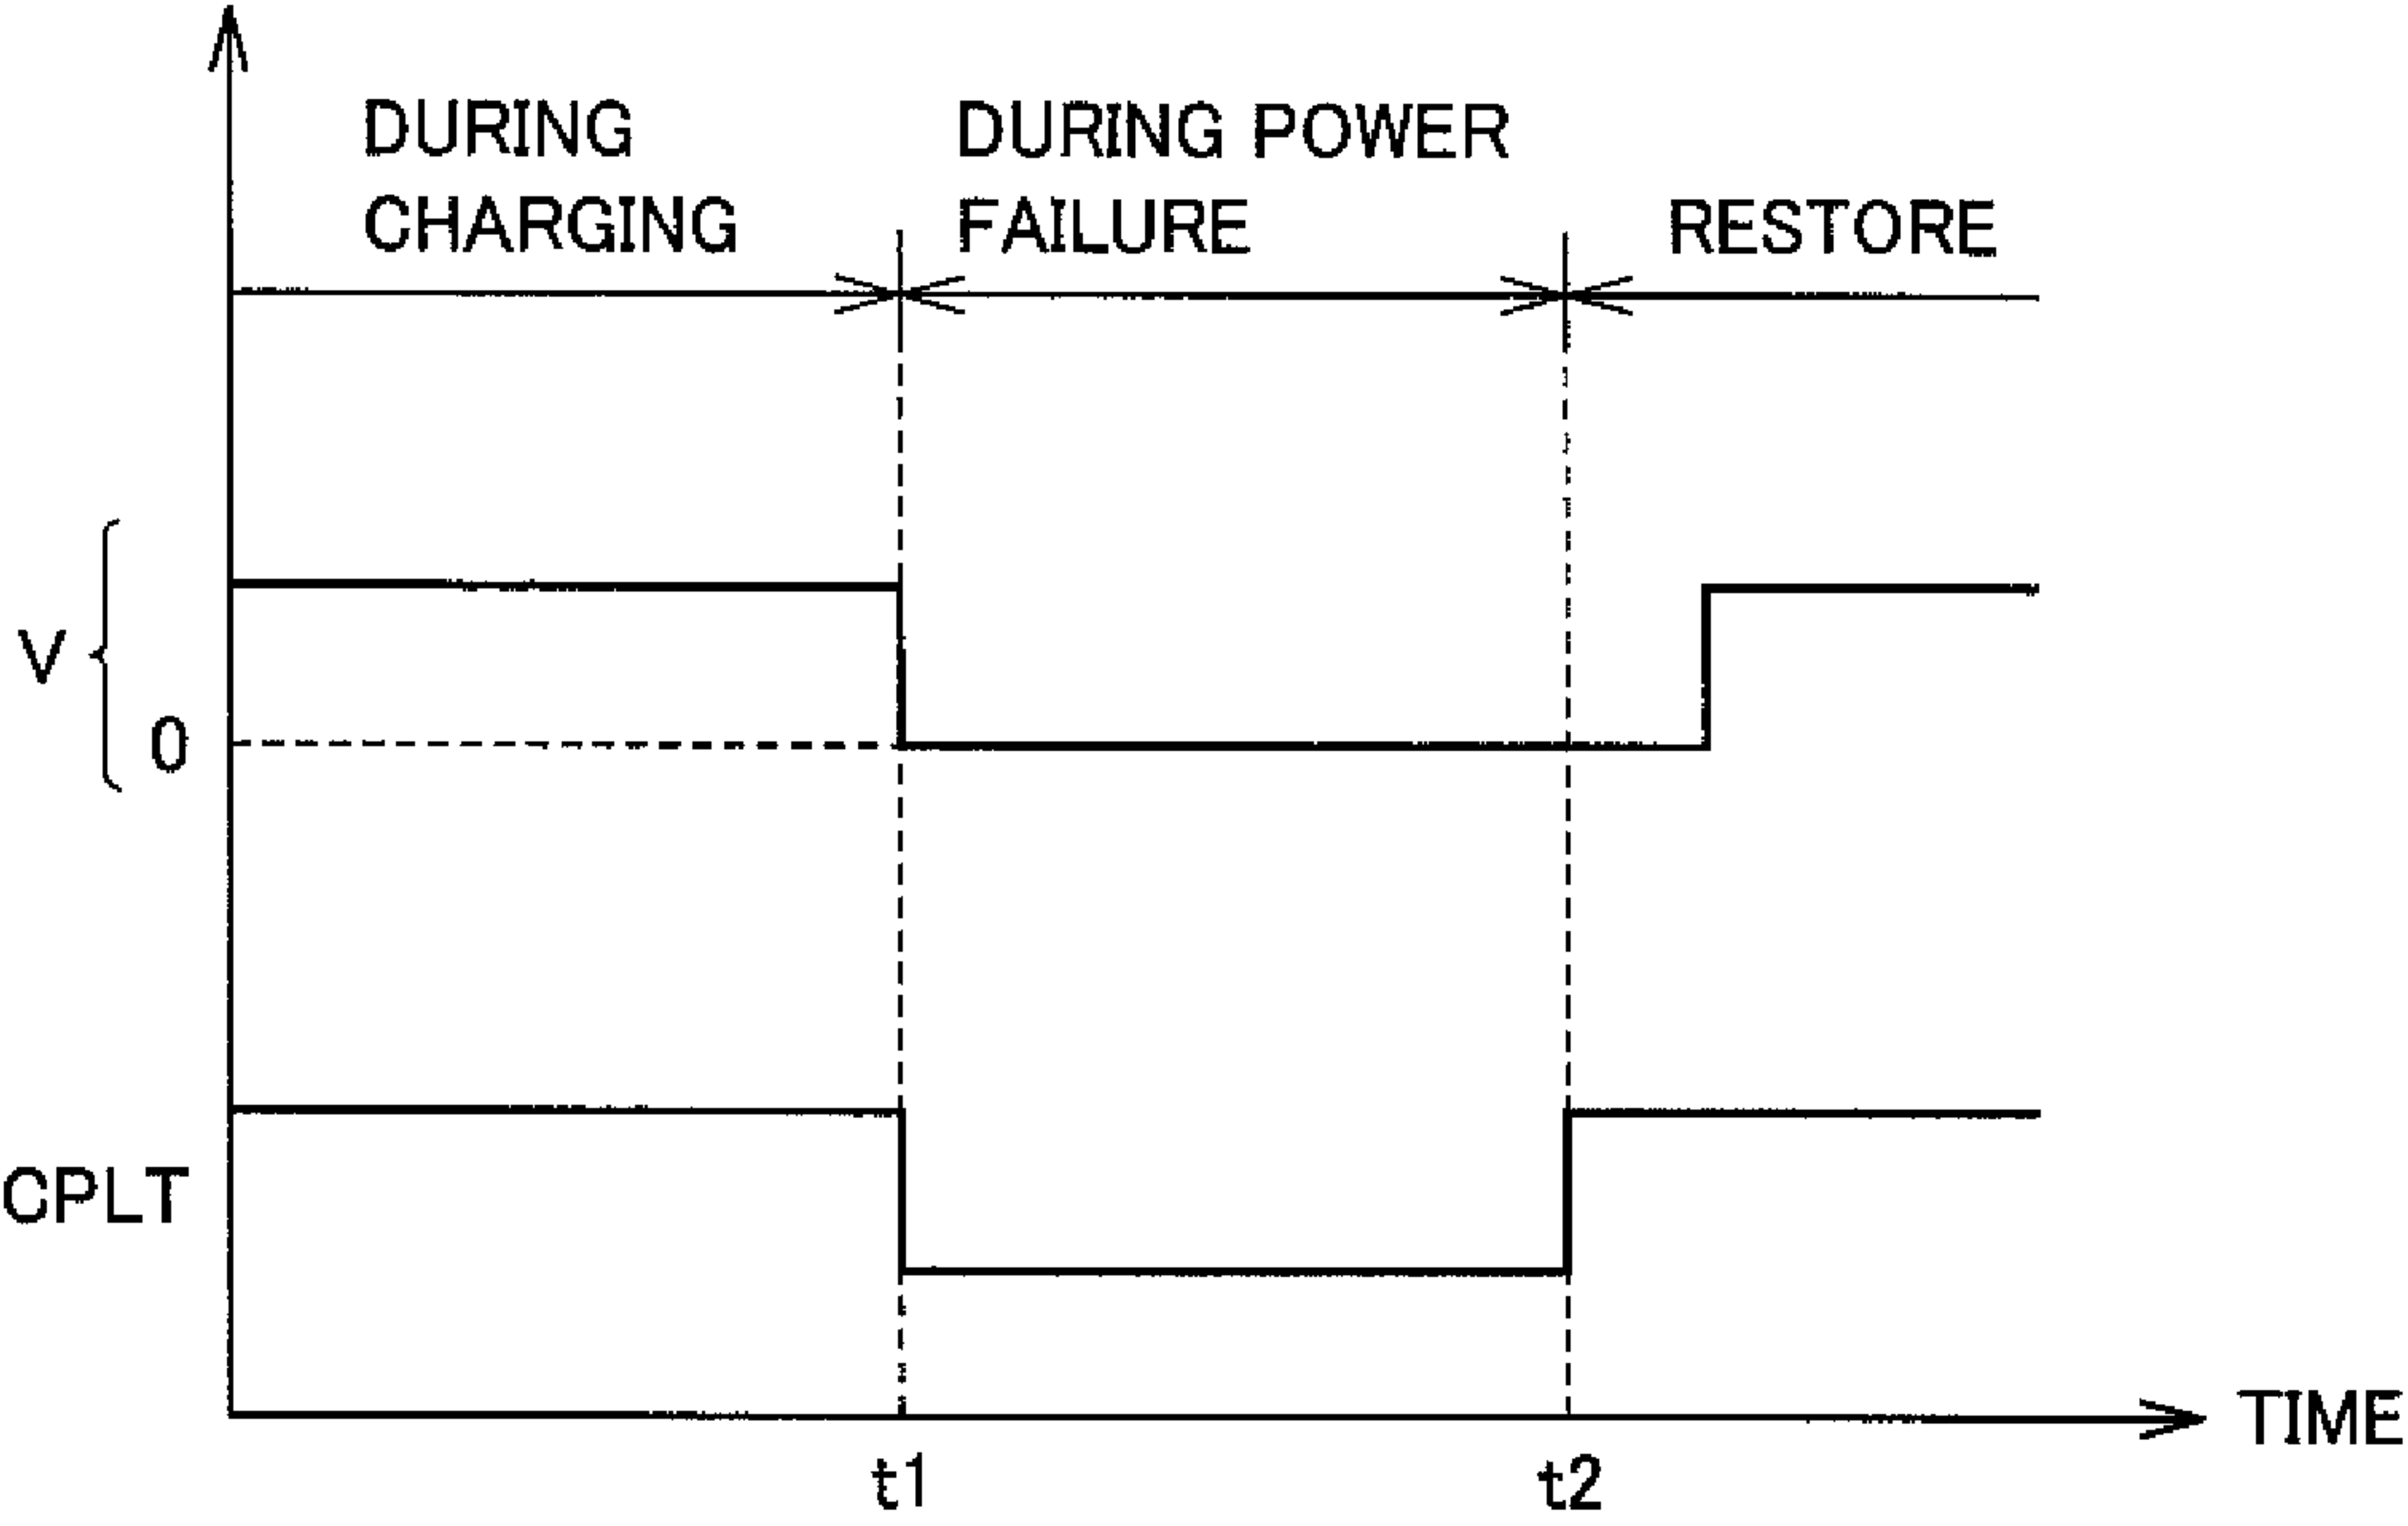 DURING
CHARGING
DURING POWER
FAILURE
RESTORE
V
0
CPLT
TIME
t1
t2